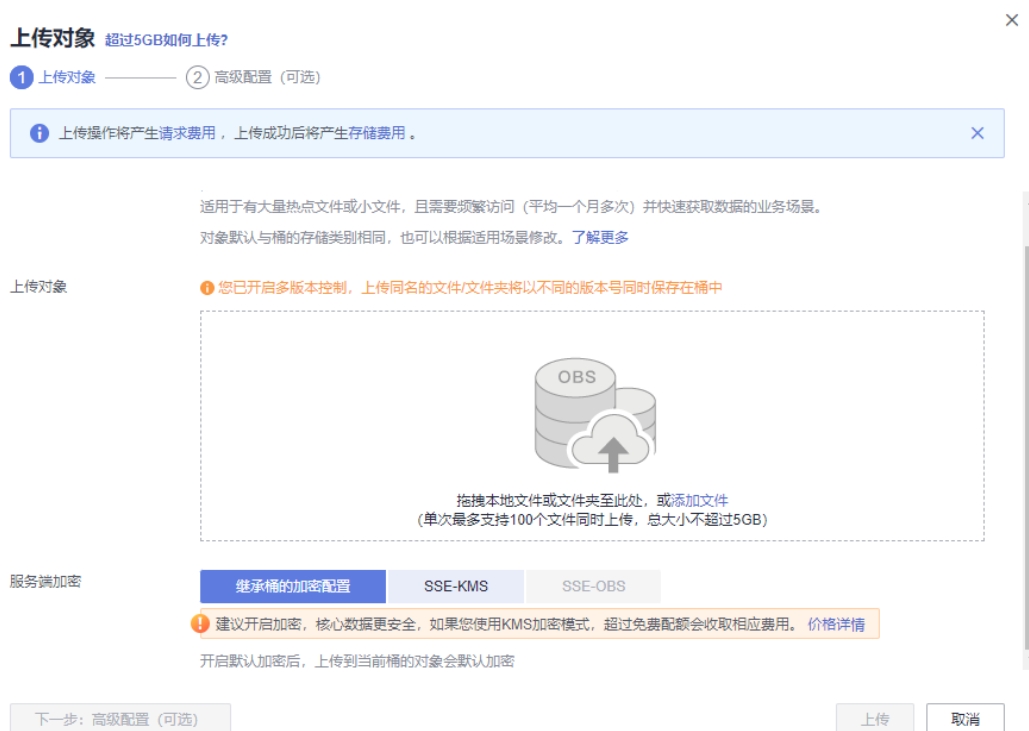 上传对象 超过5GB如何上传?
1 上传对象 2 高级配置（可选）
上传操作将产生请求费用，上传成功后将产生存储费用。
适用于有大量热点文件或小文件，且需要频繁访问（平均一个月多次）并快速获取数据的业务场景。
对象默认与桶的存储类别相同，也可以根据适用场景修改。了解更多
上传对象 您已开启多版本控制，上传同名的文件/文件夹将以不同的版本号同时保存在桶中
OBS
拖拽本地文件或文件夹至此处，或添加文件
（单次最多支持100个文件同时上传，总大小不超过5GB）
服务端加密 继承桶的加密配置 SSE-KMS SSE-OBS
建议开启加密，核心数据更安全，如果您使用KMS加密模式，超过免费配额会收取相应费用。 价格详情
开启默认加密后，上传到当前桶的对象会默认加密
下一步：高级配置（可选） 上传 取消